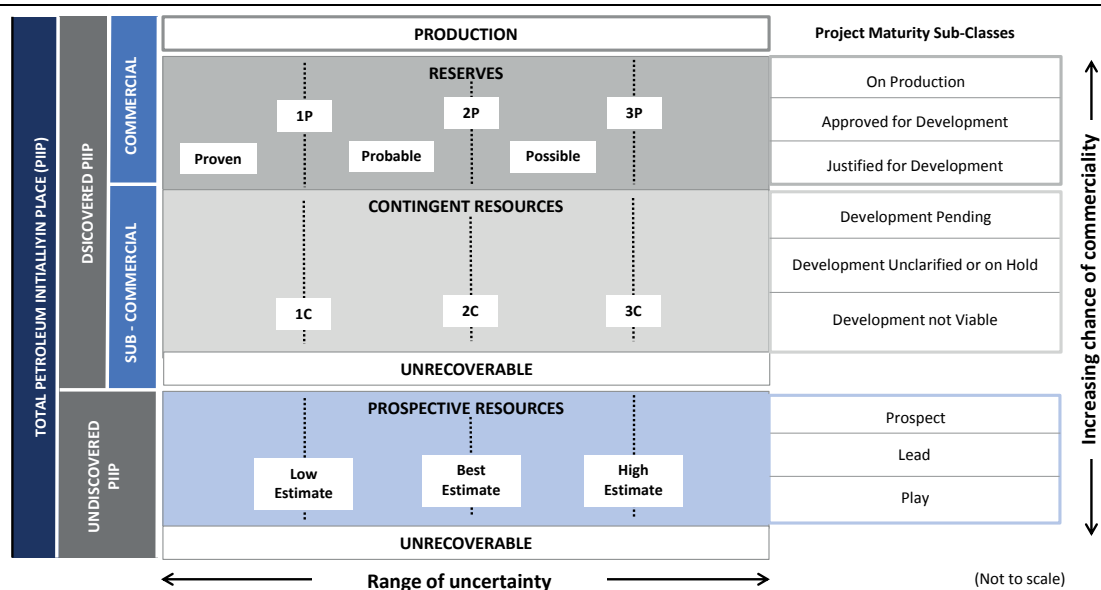 PRODUCTION
Project Maturity Sub-Classes
TOTAL PETROLEUM INITIALLIYIN PLACE (PIIP)
DSICOVERED PIIP
COMMERCIAL
RESERVES
1P
2P
3P
Proven
Probable
Possible
On Production
Approved for Development
Justified for Development
SUB - COMMERCIAL
CONTINGENT RESOURCES
1C
2C
3C
Development Pending
Development Unclarified or on Hold
Development not Viable
UNRECOVERABLE
UNDISCOVERED
PIIP
PROSPECTIVE RESOURCES
Low
Estimate
Best
Estimate
High
Estimate
Prospect
Lead
Play
UNRECOVERABLE
Increasing chance of commerciality
Range of uncertainty
(Not to scale)